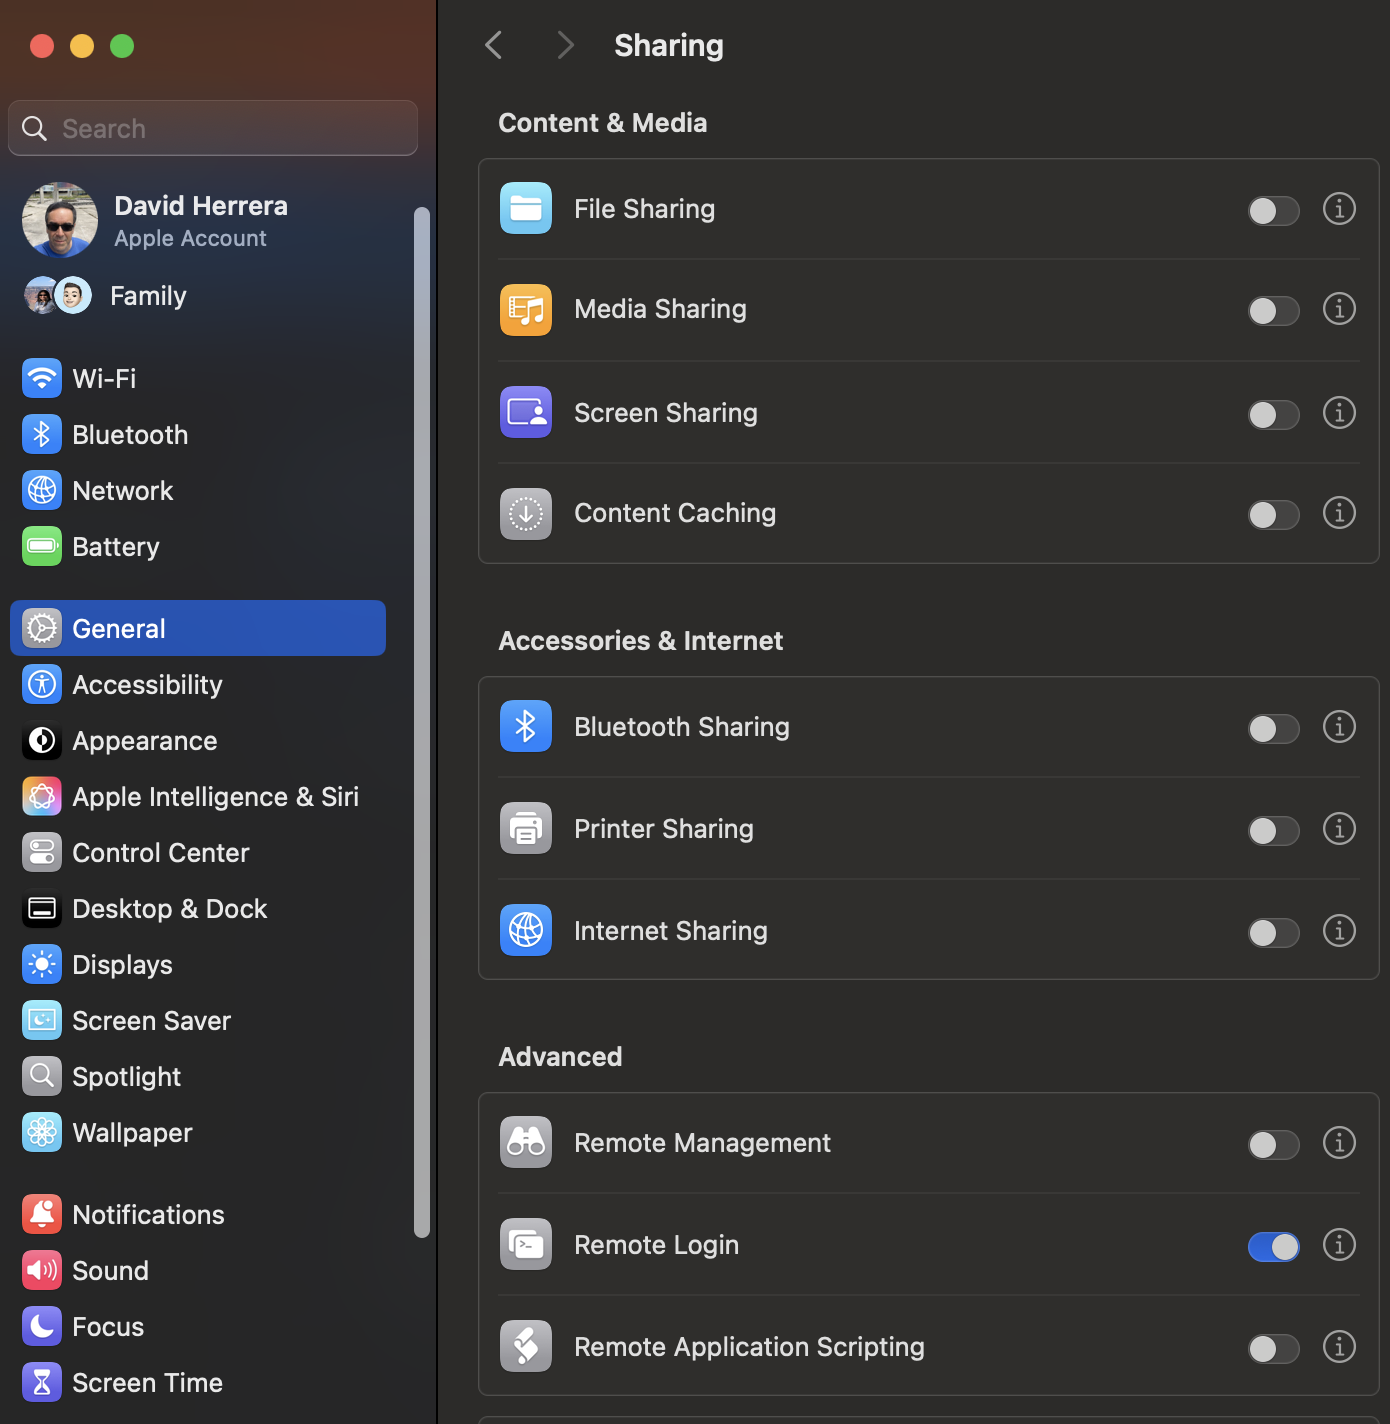 Search
David Herrera
Apple Account
Family
Wi-Fi
Bluetooth
Network
Battery
General
Accessibility
Appearance
Apple Intelligence & Siri
Control Center
Desktop & Dock
Displays
Screen Saver
Spotlight
Wallpaper
Notifications
Sound
Focus
Screen Time
Sharing
Content & Media
File Sharing
Media Sharing
Screen Sharing
Content Caching
Accessories & Internet
Bluetooth Sharing
Printer Sharing
Internet Sharing
Advanced
Remote Management
Remote Login
Remote Application Scripting